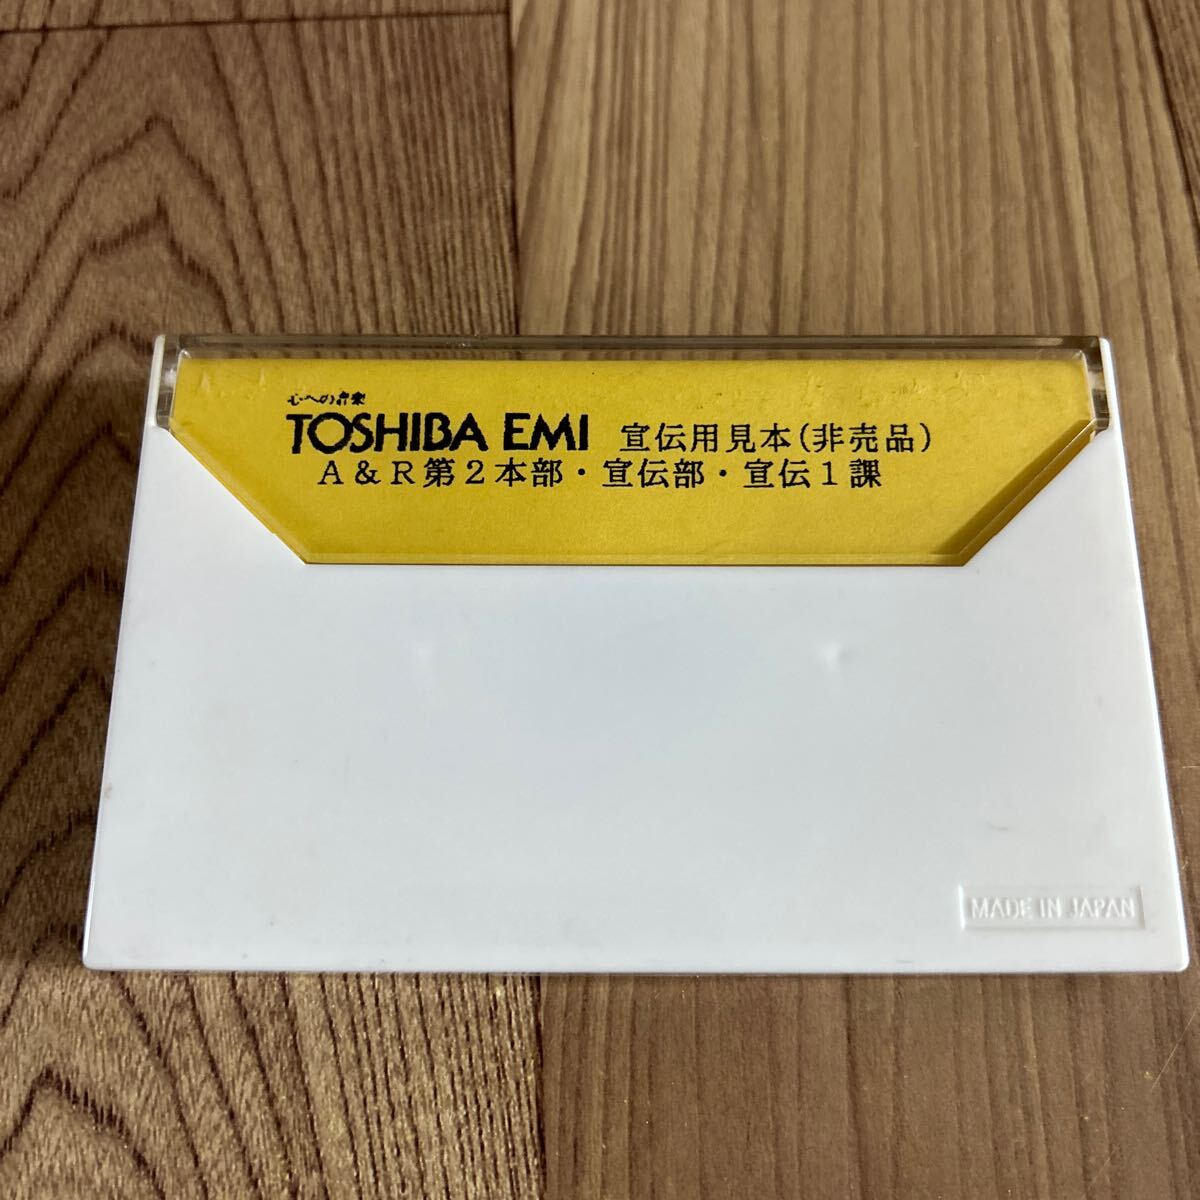 心への音楽
TOSHIBA EMI 宣伝用見本(非売品)
A&R第2本部・宣伝部・宣伝1課
MADE IN JAPAN